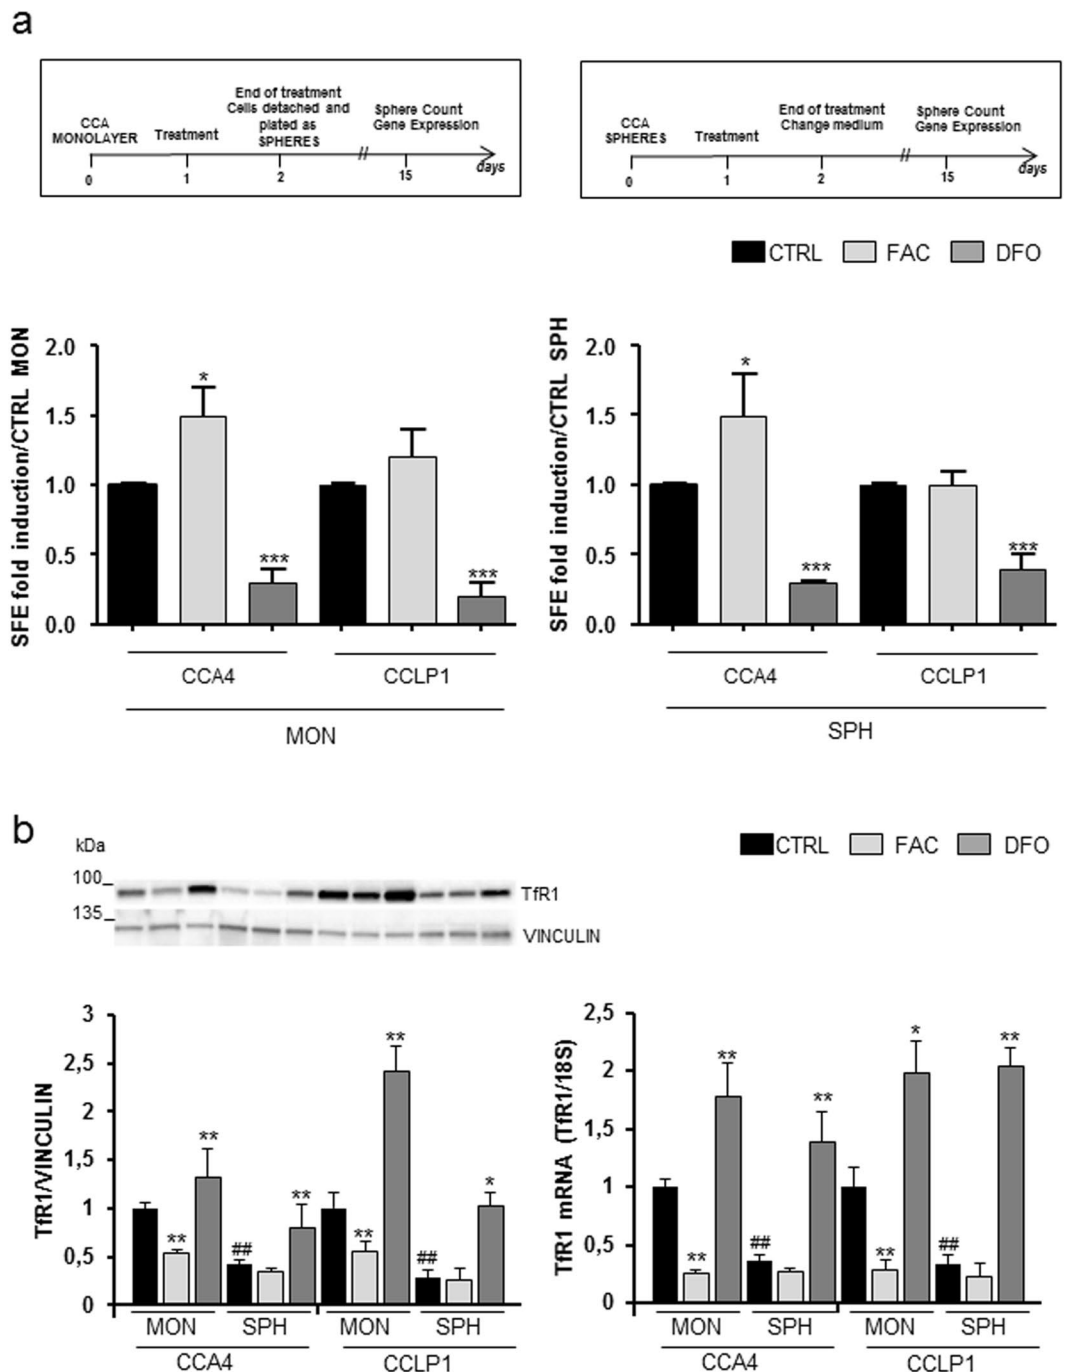 a
CCA
MONOLAYER
Treatment
End of treatment
Cells detached and
plated as
SPHERES
Sphere Count
Gene Expression
days
0
1
2
//
15
CCA
SPHERES
Treatment
End of treatment
Change medium
Sphere Count
Gene Expression
days
0
1
2
//
15
CTRL FAC DFO
SFE fold induction/CTRL MON
2.0
1.5
1.0
0.5
0.0
*
***
***
CCA4
CCLP1
MON
SFE fold induction/CTRL SPH
2.0
1.5
1.0
0.5
0.0
*
***
***
CCA4
CCLP1
SPH
b
CTRL FAC DFO
kDa
100
135
TfR1
VINCULIN
TfR1/VINCULIN
3
2,5
2
1,5
1
0,5
0
**
**
##
**
**
**
##
*
MON SPH MON SPH
CCA4 CCLP1
TfR1 mRNA (TfR1/18S)
2,5
2
1,5
1
0,5
0
**
**
##
**
**
*
##
**
MON SPH MON SPH
CCA4 CCLP1